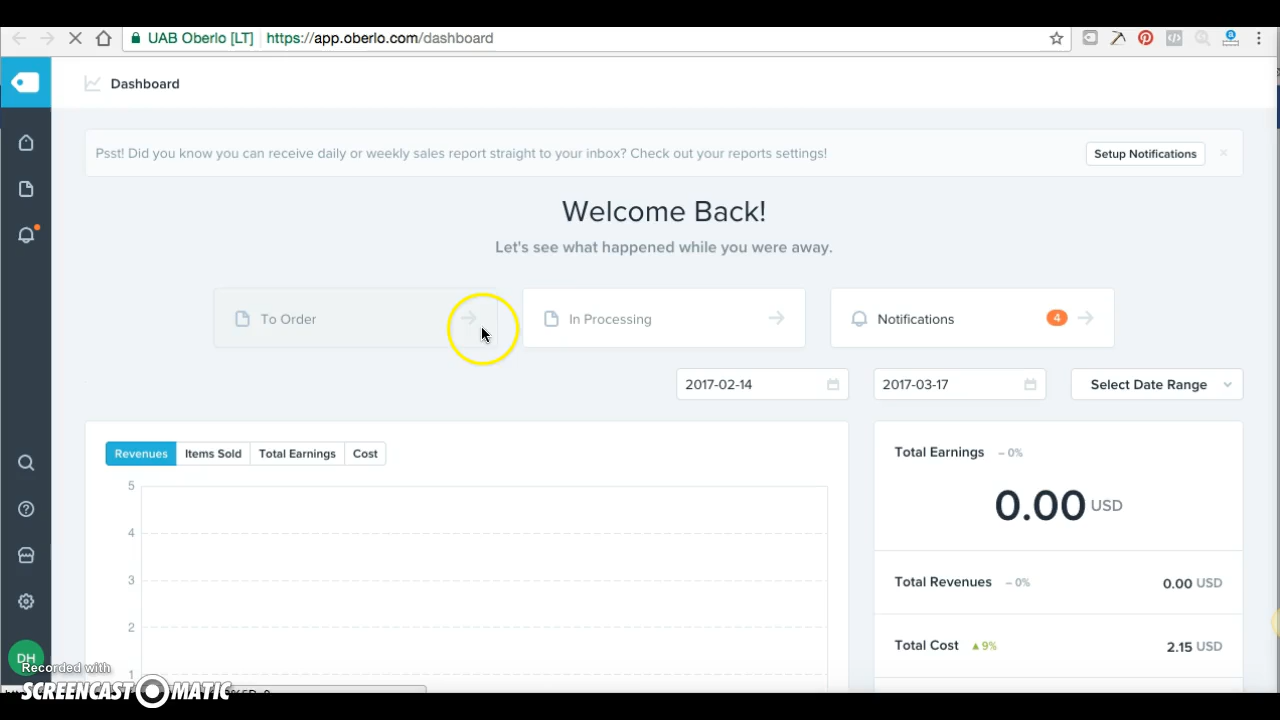 UAB Oberlo [LT] https://app.oberlo.com/dashboard
Dashboard
Psst! Did you know you can receive daily or weekly sales report straight to your inbox? Check out your reports settings!
Setup Notifications
Welcome Back!
Let's see what happened while you were away.
To Order
In Processing
Notifications 4
2017-02-14
2017-03-17
Select Date Range
Revenues Items Sold Total Earnings Cost
5
4
3
2
1
Total Earnings – 0%
0.00 USD
Total Revenues – 0%
0.00 USD
Total Cost ▲9%
2.15 USD
DH
Recorded with
SCREENCAST-O-MATIC